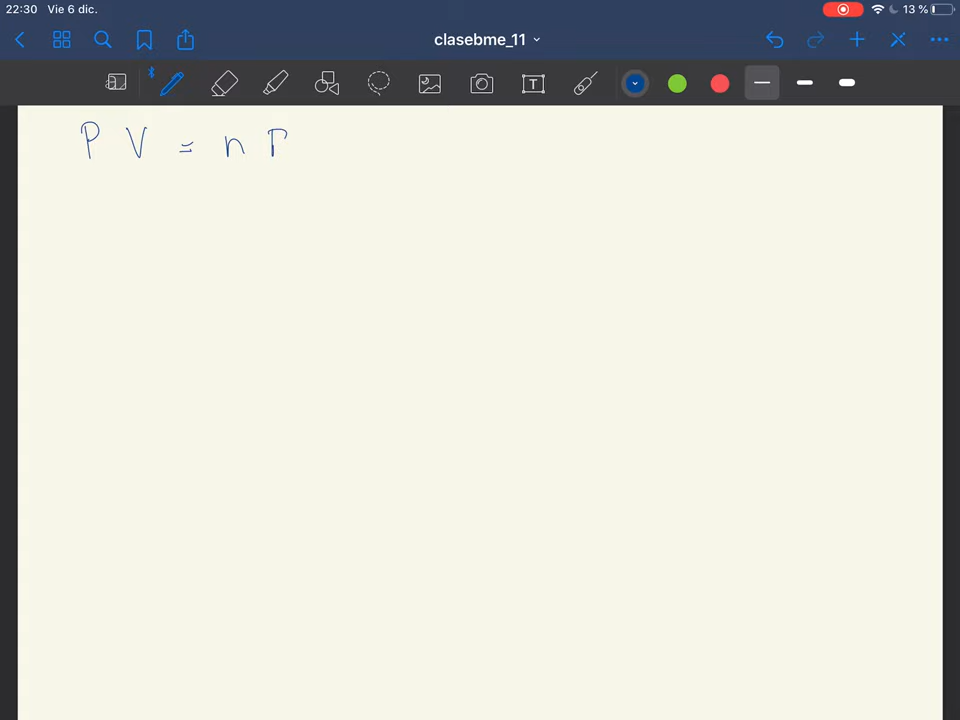 22:30 Vie 6 dic. 13 %
clasebme_11
T
P V = n